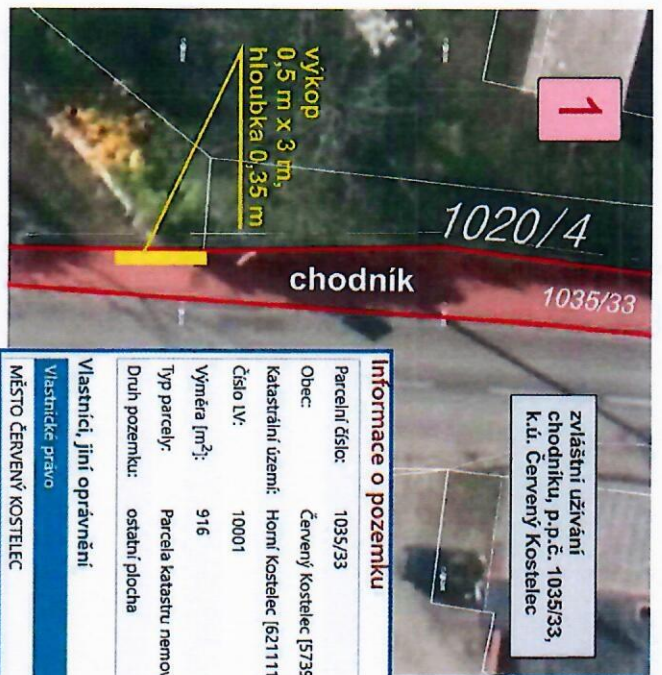 1
výkop
0,5 m x 3 m,
hloubka 0,35 m
1020/4
chodník
1035/33
zvláštní užívání
chodníku, p.p.č. 1035/33,
k.ú. Červený Kostelec
Informace o pozemku
Parcelní číslo: 1035/33
Obec: Červený Kostelec [5739
Katastrální území: Horní Kostelec [621111
Číslo LV: 10001
Výměra [m²]: 916
Typ parcely: Parcela katastru nemov
Druh pozemku: ostatní plocha
Vlastníci, jiní oprávnění
Vlastnické právo
MĚSTO ČERVENÝ KOSTELEC